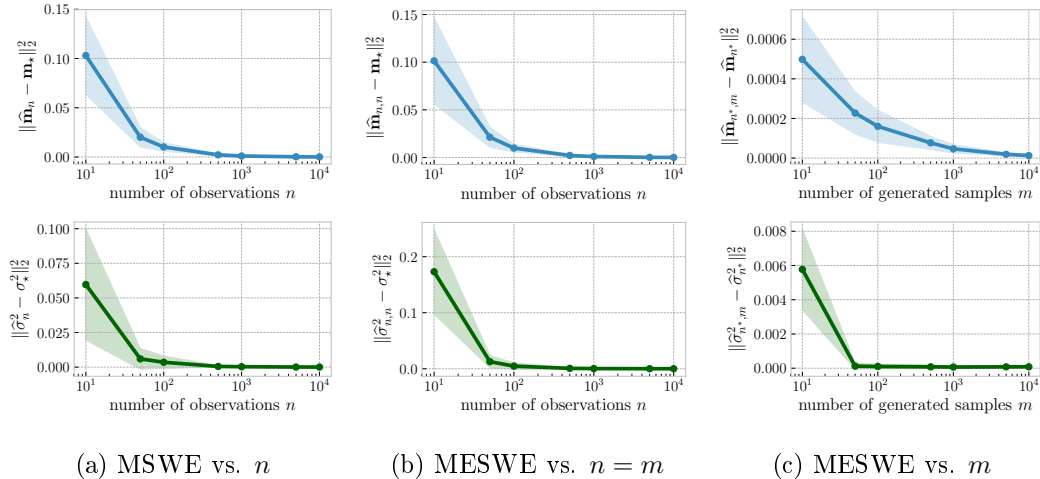 0.15
0.10
0.05
0.00
‖m̂ₙ − m⋆‖₂²
10¹ 10² 10³ 10⁴
number of observations n
0.15
0.10
0.05
0.00
‖m̂ₙ,ₙ − m⋆‖₂²
10¹ 10² 10³ 10⁴
number of observations n
0.0006
0.0004
0.0002
0.0000
‖m̂ₙ*,ₘ − m̂ₙ*‖₂²
10¹ 10² 10³ 10⁴
number of generated samples m
0.100
0.075
0.050
0.025
0.000
‖σ̂ₙ² − σ⋆²‖₂²
10¹ 10² 10³ 10⁴
number of observations n
0.2
0.1
0.0
‖σ̂²ₙ,ₙ − σ⋆²‖₂²
10¹ 10² 10³ 10⁴
number of observations n
0.008
0.006
0.004
0.002
0.000
‖σ̂²ₙ*,ₘ − σ̂²ₙ*‖₂²
10¹ 10² 10³ 10⁴
number of generated samples m
(a) MSWE vs. n
(b) MESWE vs. n = m
(c) MESWE vs. m